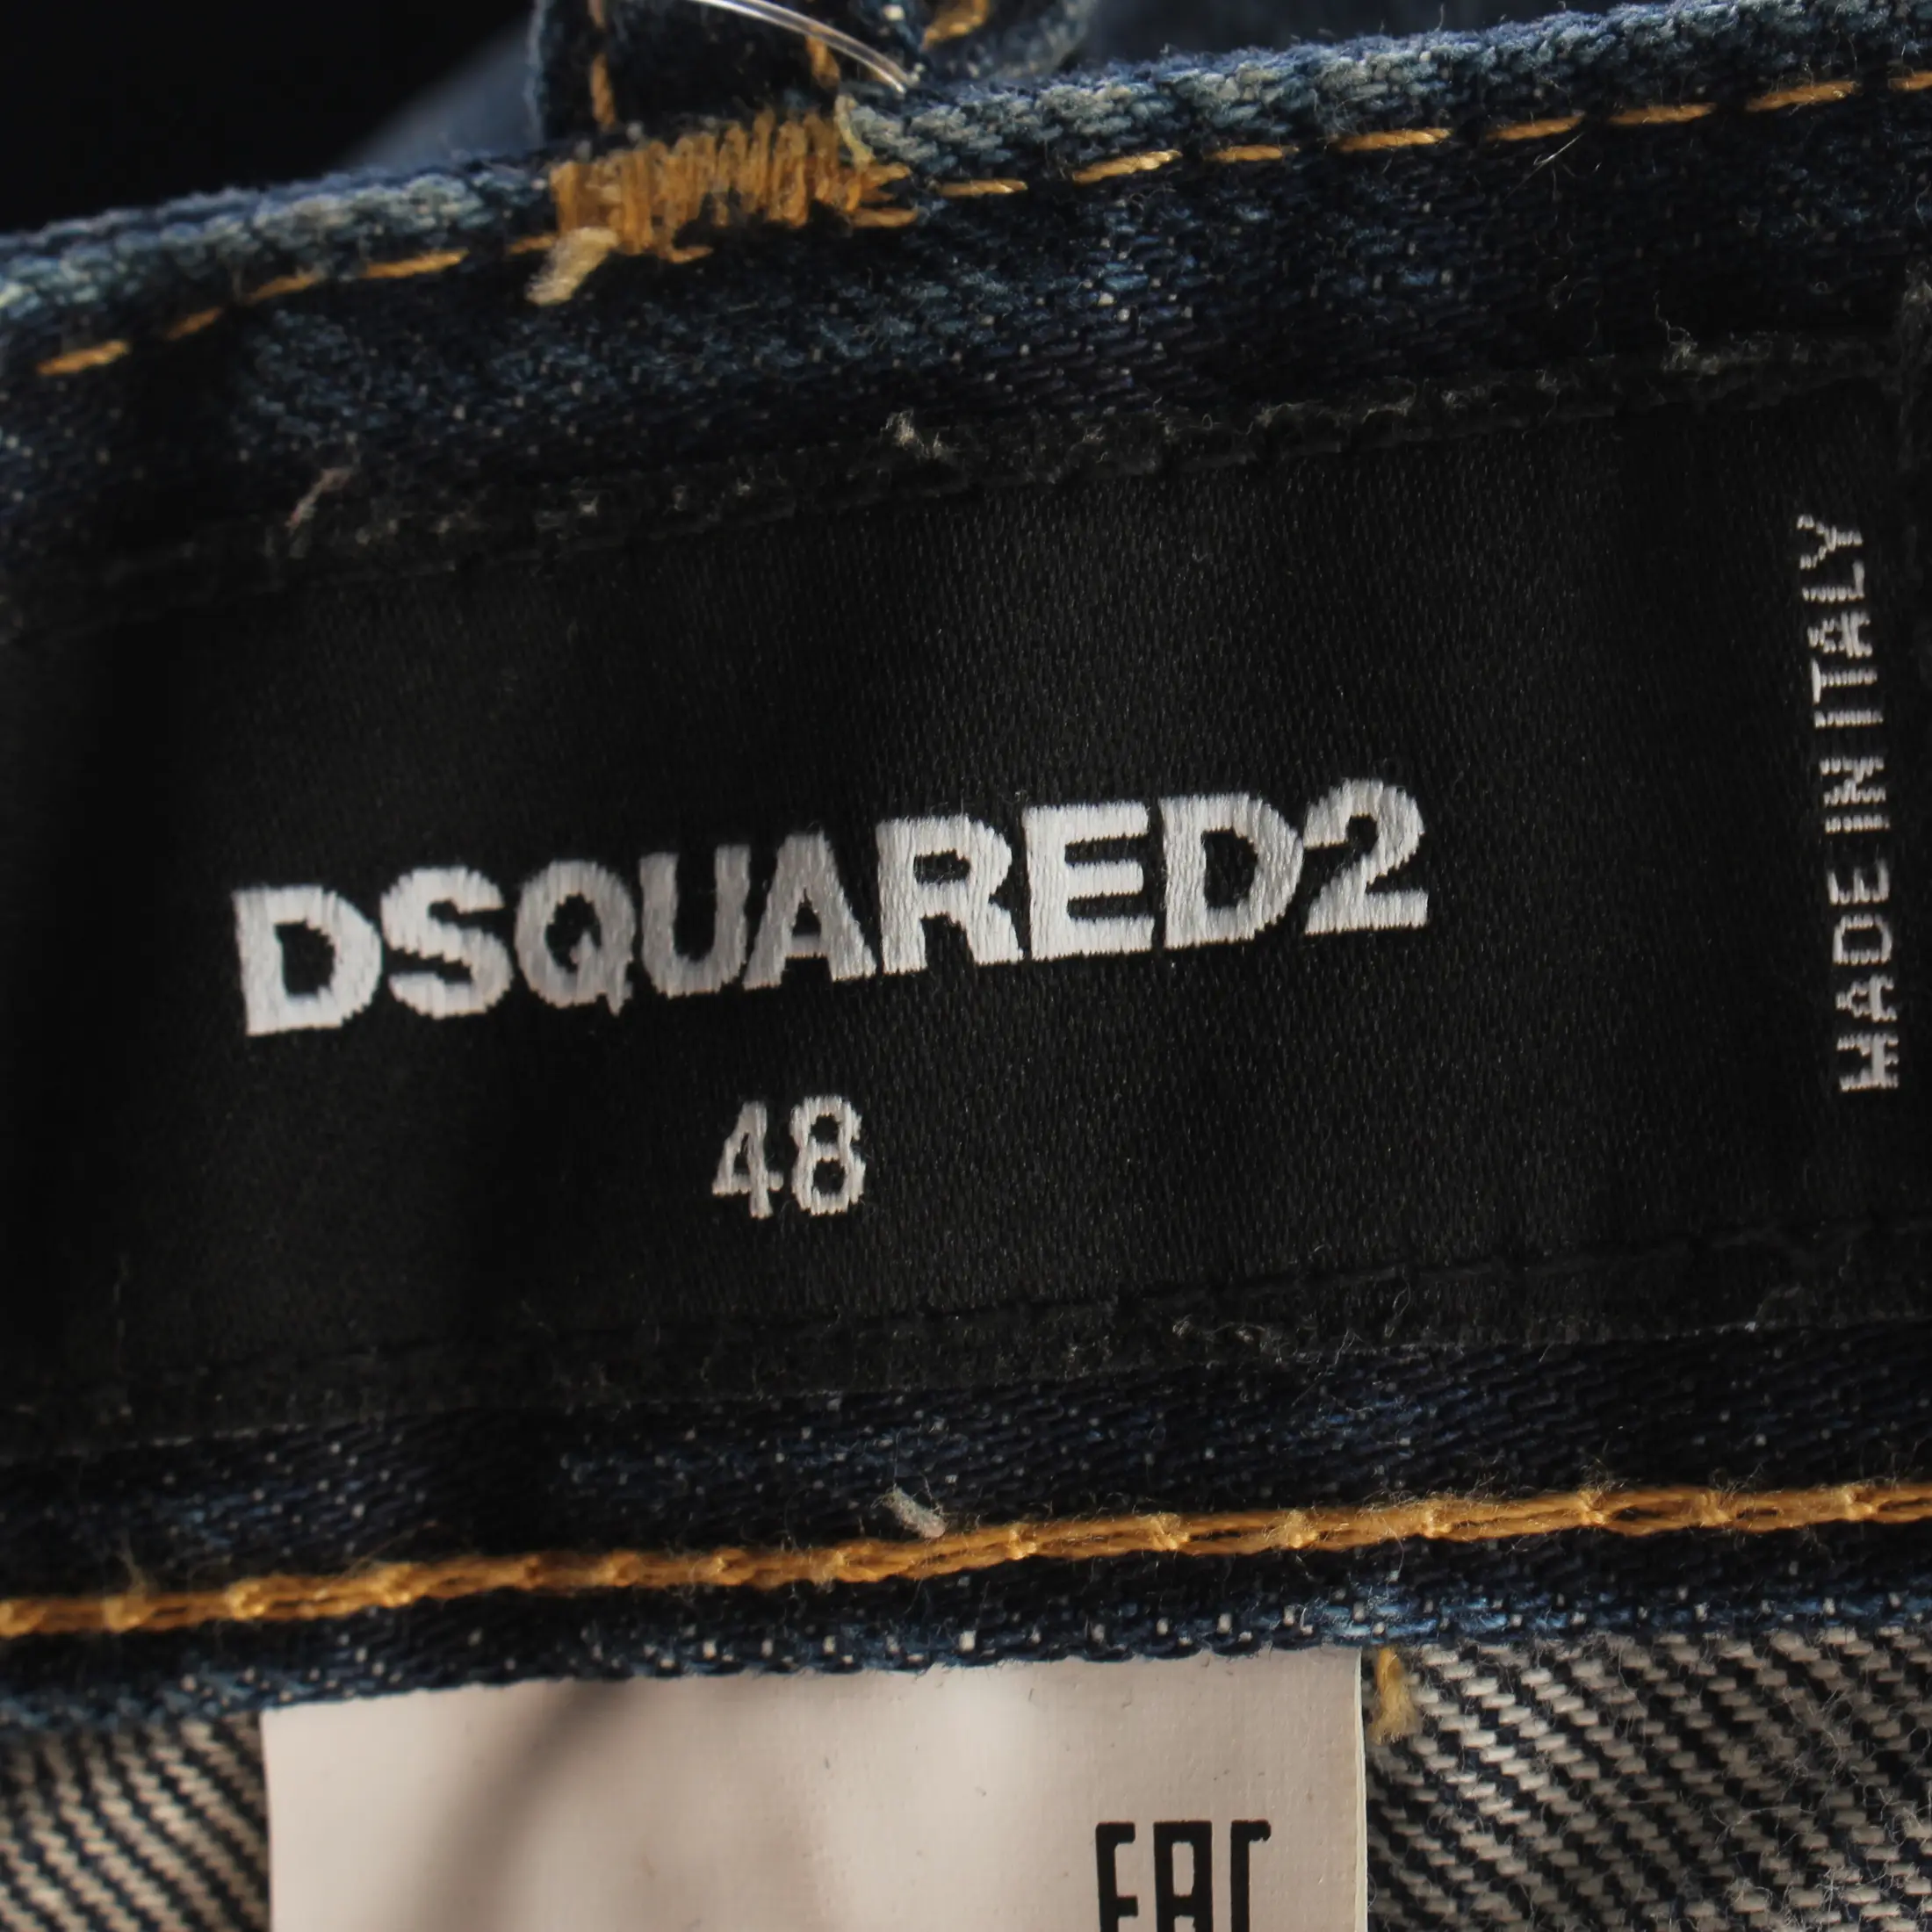 DSQUARED2
48
MADE IN ITALY
EAC